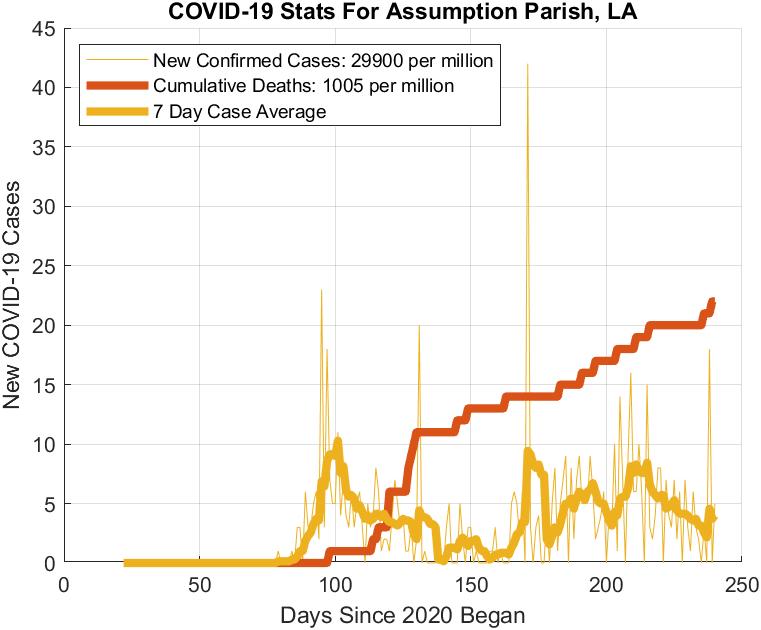 COVID-19 Stats For Assumption Parish, LA
New Confirmed Cases: 29900 per million
Cumulative Deaths: 1005 per million
7 Day Case Average
New COVID-19 Cases
45
40
35
30
25
20
15
10
5
0
0 50 100 150 200 250
Days Since 2020 Began